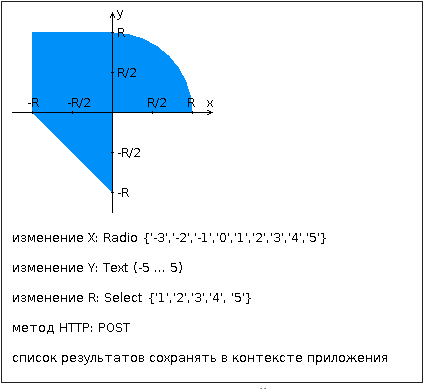 y
R
R/2
-R
-R/2
R/2
R
x
-R/2
-R
изменение X: Radio {'-3','-2','-1','0','1','2','3','4','5'}
изменение Y: Text (-5 ... 5)
изменение R: Select {'1','2','3','4', '5'}
метод HTTP: POST
список результатов сохранять в контексте приложения